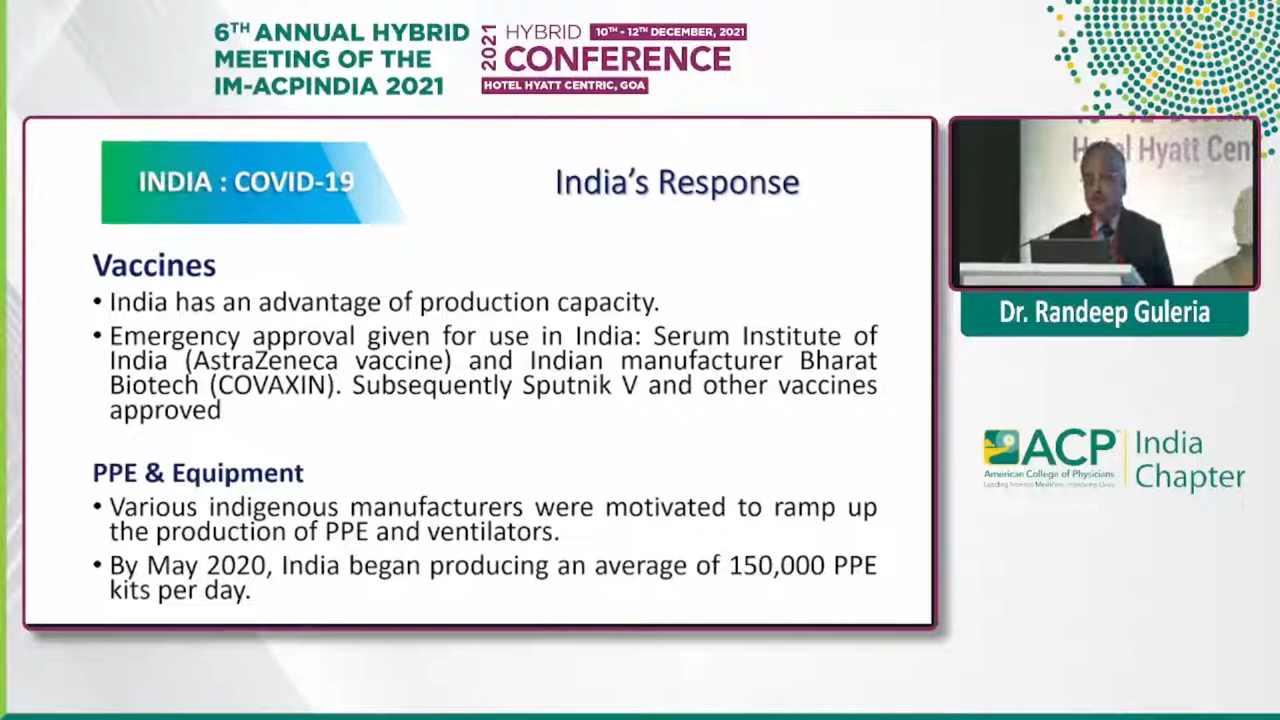 6TH ANNUAL HYBRID
MEETING OF THE
IM-ACPINDIA 2021
2021
HYBRID
10TH - 12TH DECEMBER, 2021
CONFERENCE
HOTEL HYATT CENTRIC, GOA
INDIA : COVID-19
India's Response
Vaccines
• India has an advantage of production capacity.
• Emergency approval given for use in India: Serum Institute of
India (AstraZeneca vaccine) and Indian manufacturer Bharat
Biotech (COVAXIN). Subsequently Sputnik V and other vaccines
approved
PPE & Equipment
• Various indigenous manufacturers were motivated to ramp up
the production of PPE and ventilators.
• By May 2020, India began producing an average of 150,000 PPE
kits per day.
Hotel Hyatt Cen
Dr. Randeep Guleria
ACP
American College of Physicians
Leading Internal Medicine, Improving Lives
India
Chapter